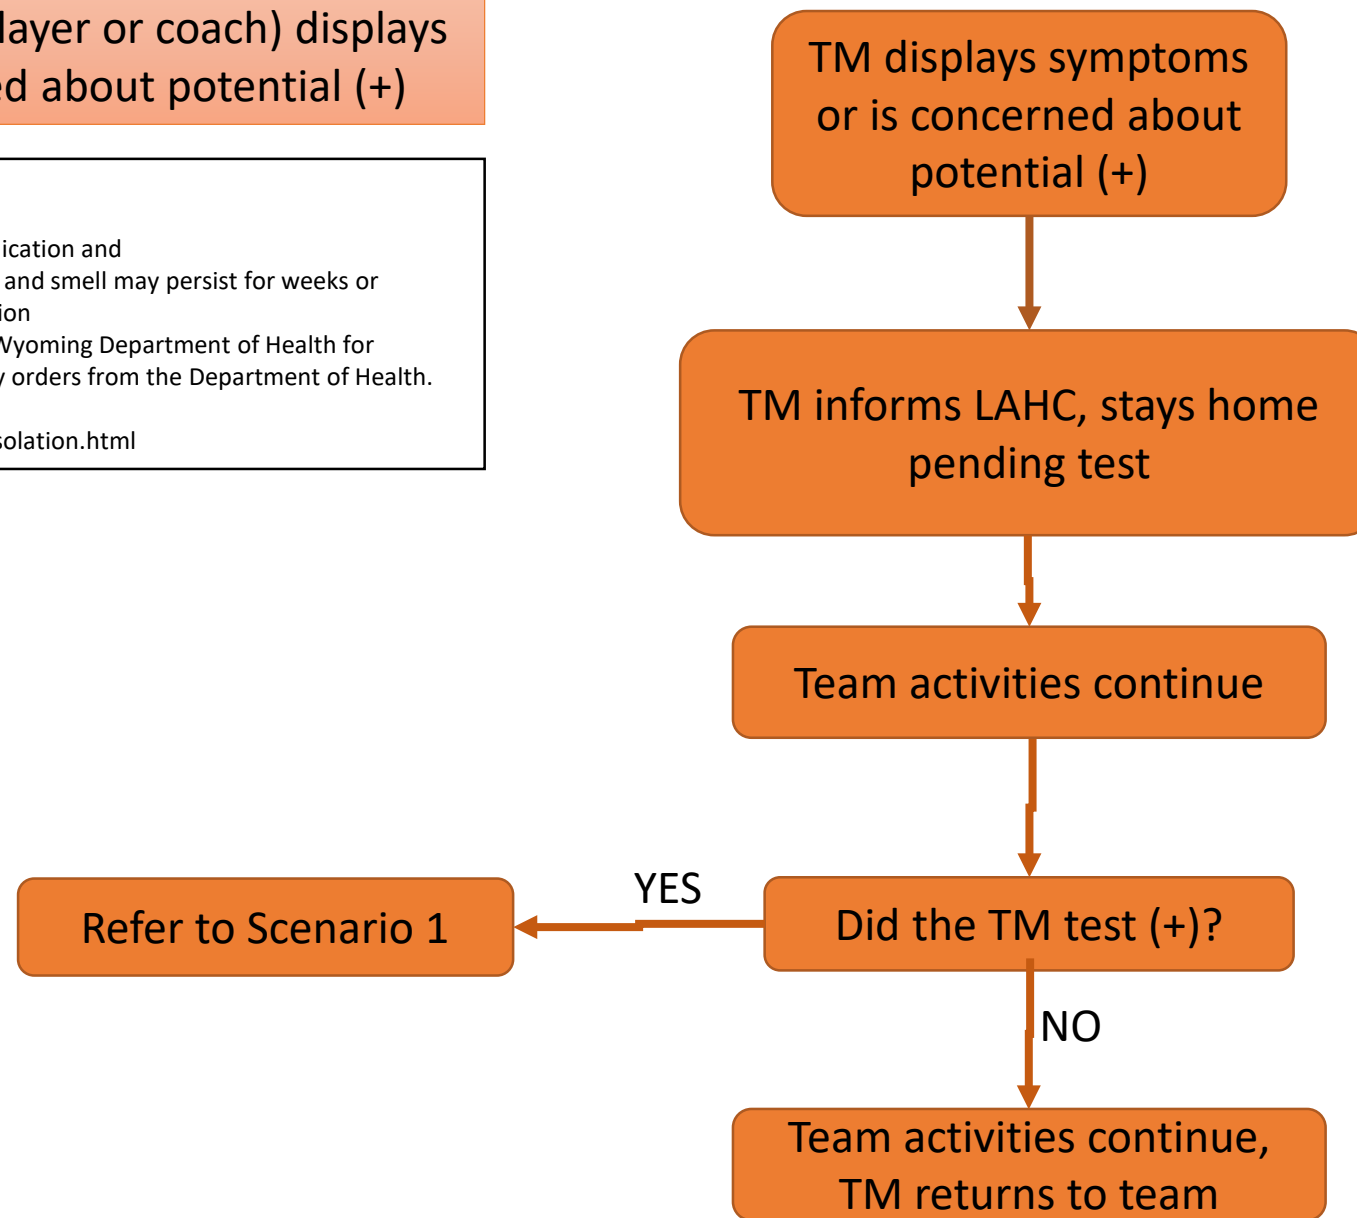 layer or coach) displays
ed about potential (+)
ication and
and smell may persist for weeks or
ion
Wyoming Department of Health for
y orders from the Department of Health.
solation.html
TM displays symptoms
or is concerned about
potential (+)
TM informs LAHC, stays home
pending test
Team activities continue
Did the TM test (+)?
YES
Refer to Scenario 1
NO
Team activities continue,
TM returns to team